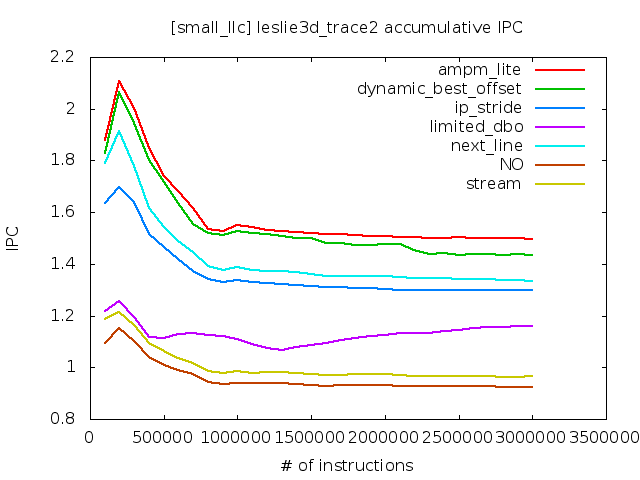 [small_llc] leslie3d_trace2 accumulative IPC
2.2
2
1.8
1.6
1.4
1.2
1
0.8
IPC
ampm_lite
dynamic_best_offset
ip_stride
limited_dbo
next_line
NO
stream
0 500000 1000000 1500000 2000000 2500000 3000000 3500000
# of instructions